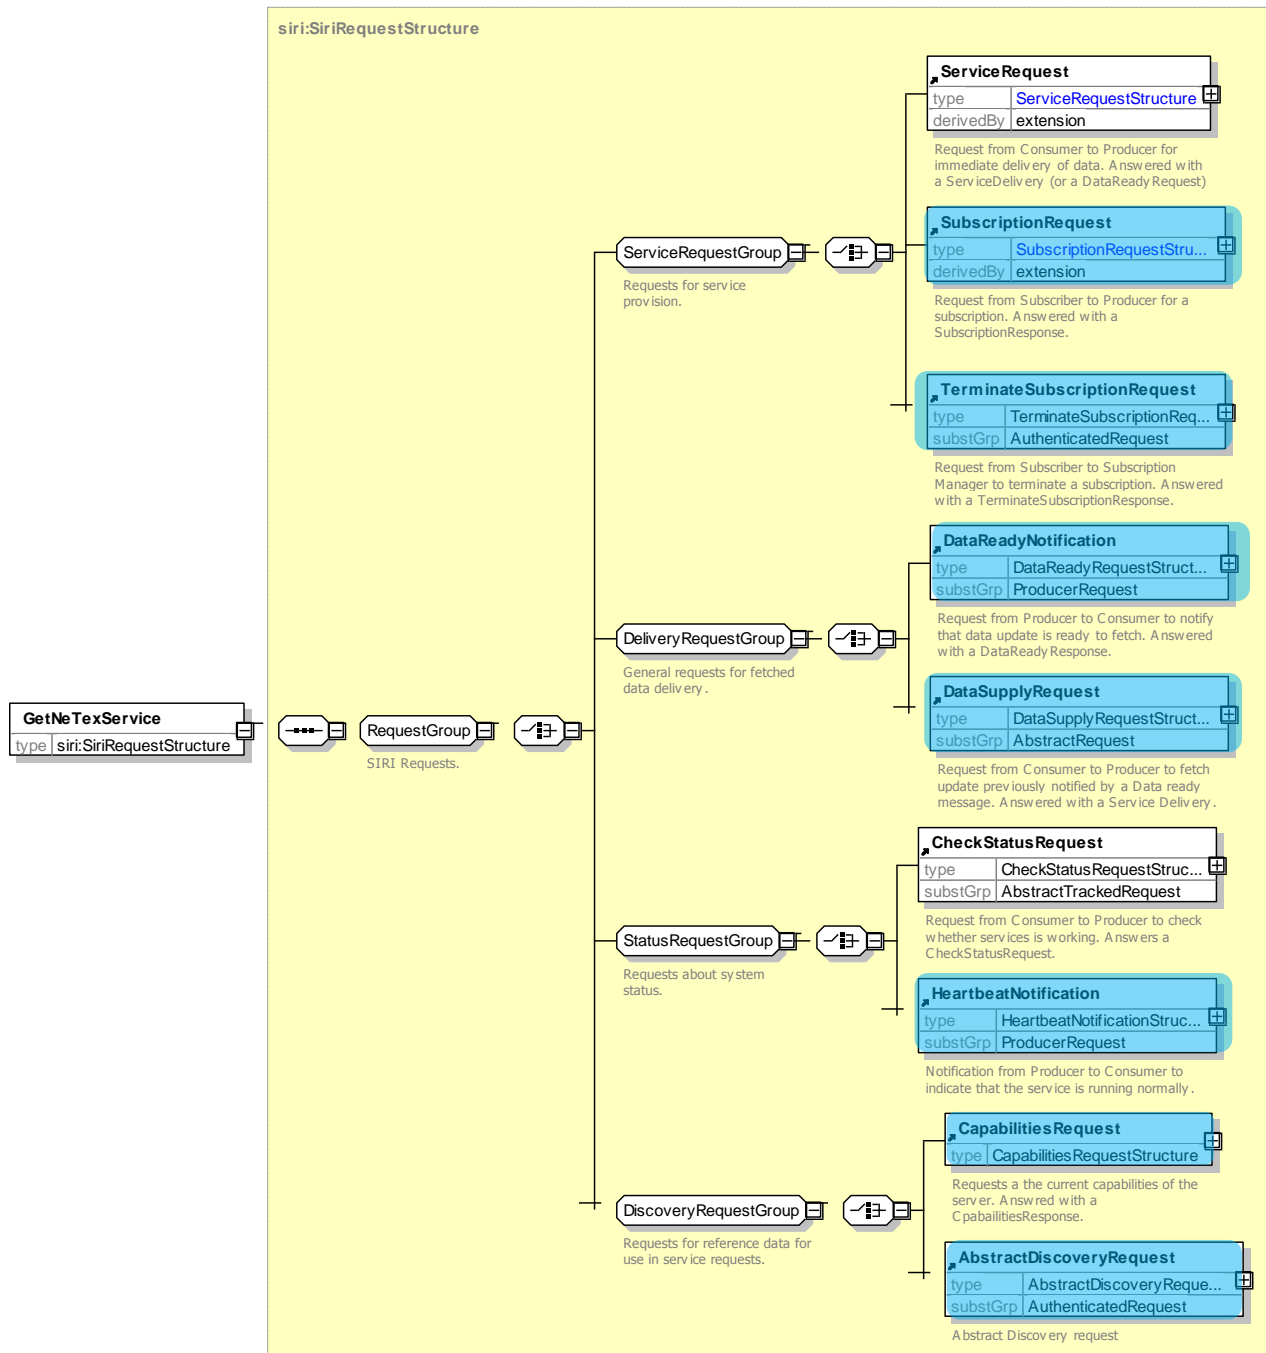 siri:SiriRequestStructure
ServiceRequest
type ServiceRequestStructure
derivedBy extension
Request from Consumer to Producer for
immediate delivery of data. Answered with
a ServiceDelivery (or a DataReadyRequest)
SubscriptionRequest
type SubscriptionRequestStru...
derivedBy extension
Request from Subscriber to Producer for a
subscription. Answered with a
SubscriptionResponse.
ServiceRequestGroup
Requests for service
provision.
TerminateSubscriptionRequest
type TerminateSubscriptionReq...
substGrp AuthenticatedRequest
Request from Subscriber to Subscription
Manager to terminate a subscription. Answered
with a TerminateSubscriptionResponse.
DataReadyNotification
type DataReadyRequestStruct...
substGrp ProducerRequest
Request from Producer to Consumer to notify
that data update is ready to fetch. Answered
with a DataReadyResponse.
DeliveryRequestGroup
General requests for fetched
data delivery.
DataSupplyRequest
type DataSupplyRequestStruct...
substGrp AbstractRequest
Request from Consumer to Producer to fetch
update previously notified by a Data ready
message. Answered with a Service Delivery.
GetNeTexService
type siri:SiriRequestStructure
RequestGroup
SIRI Requests.
CheckStatusRequest
type CheckStatusRequestStruc...
substGrp AbstractTrackedRequest
Request from Consumer to Producer to check
whether services is working. Answers a
CheckStatusRequest.
StatusRequestGroup
Requests about system
status.
HeartbeatNotification
type HeartbeatNotificationStruc...
substGrp ProducerRequest
Notification from Producer to Consumer to
indicate that the service is running normally.
CapabilitiesRequest
type CapabilitiesRequestStructure
Requests a the current capabilities of the
server. Answred with a
CpabailitiesResponse.
DiscoveryRequestGroup
Requests for reference data for
use in service requests.
AbstractDiscoveryRequest
type AbstractDiscoveryReque...
substGrp AuthenticatedRequest
Abstract Discovery request